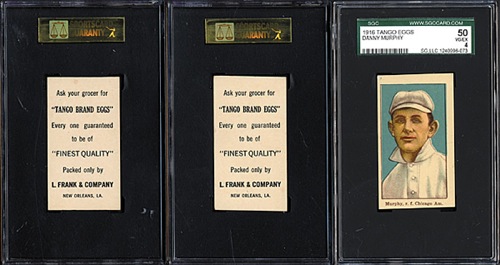 SPORTSCARD
GUARANTY
Ask your grocer for
"TANGO BRAND EGGS"
Every one guaranteed
to be of
"FINEST QUALITY"
Packed only by
L. FRANK & COMPANY
NEW ORLEANS, LA.
SPORTSCARD
GUARANTY
Ask your grocer for
"TANGO BRAND EGGS"
Every one guaranteed
to be of
"FINEST QUALITY"
Packed only by
L. FRANK & COMPANY
NEW ORLEANS, LA.
SGC WWW.SGCCARD.COM
1916 TANGO EGGS
DANNY MURPHY
50
VGEX
4
Murphy, r. f. Chicago Am.